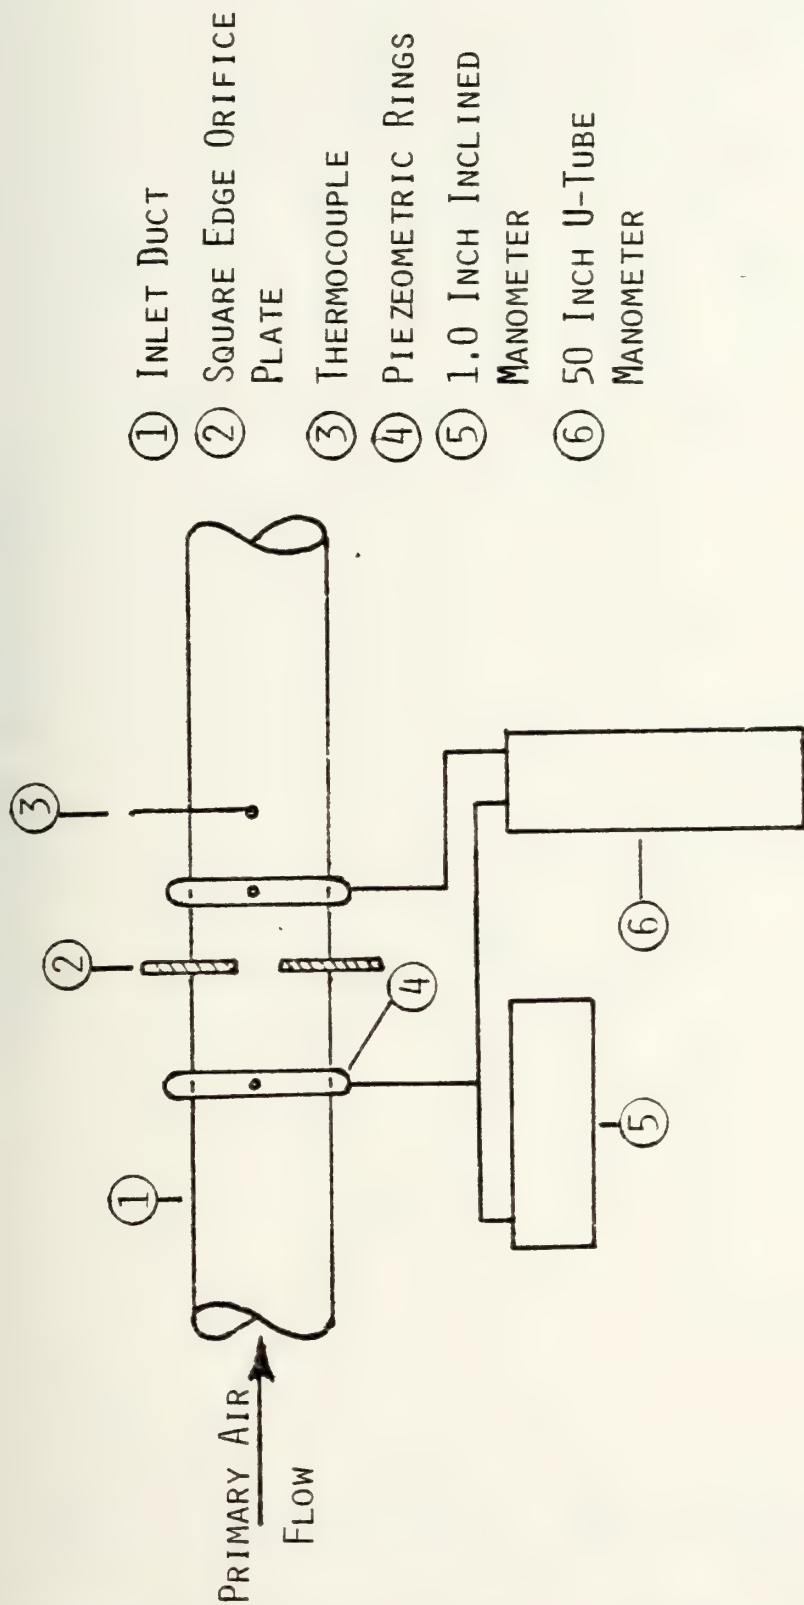 PRIMARY AIR
FLOW
①
②
③
④
⑤
⑥
① INLET DUCT
② SQUARE EDGE ORIFICE
PLATE
③ THERMOCOUPLE
④ PIEZEOMETRIC RINGS
⑤ 1.0 INCH INCLINED
MANOMETER
⑥ 50 INCH U-TUBE
MANOMETER